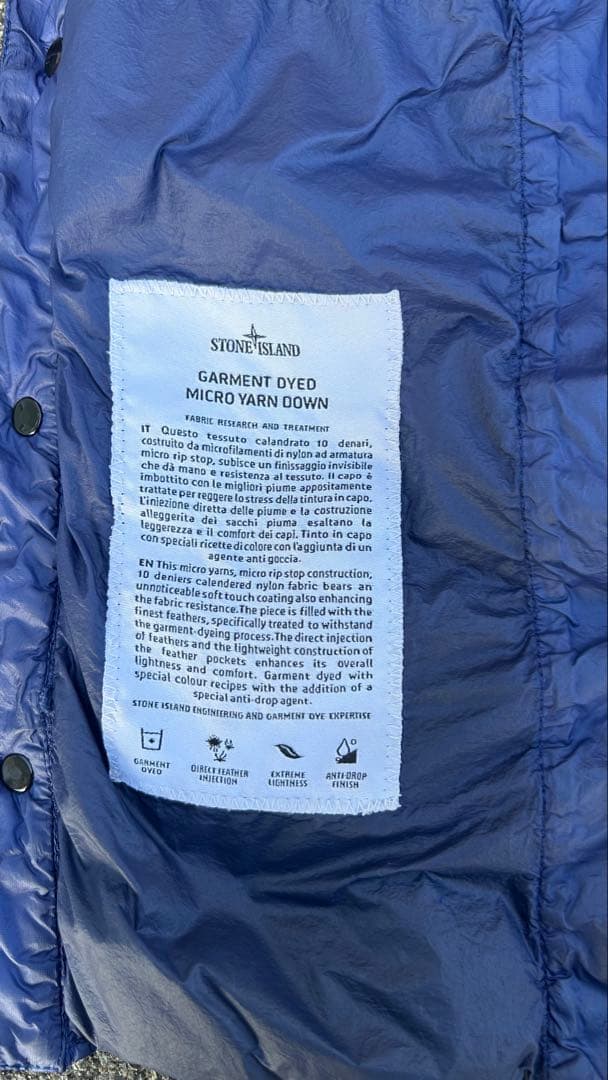 STONE ISLAND
GARMENT DYED
MICRO YARN DOWN
FABRIC RESEARCH AND TREATMENT
IT Questo tessuto calandrato 10 denari,
costruito da microfilamenti di nylon ad armatura
micro rip stop, subisce un finissaggio invisibile
che dà mano e resistenza al tessuto. Il capo è
imbottito con le migliori piume appositamente
trattate per reggere lo stress della tintura in capo.
L'iniezione diretta delle piume e la costruzione
alleggerita dei sacchi piuma esaltano la
leggerezza e il comfort dei capi. Tinto in capo
con speciali ricette di colore con l'aggiunta di un
agente anti goccia.
EN This micro yarns, micro rip stop construction,
10 deniers calendered nylon fabric bears an
unnoticeable soft touch coating also enhancing
the fabric resistance. The piece is filled with the
finest feathers, specifically treated to withstand
the garment-dyeing process. The direct injection
of feathers and the lightweight construction of
the feather pockets enhances its overall
lightness and comfort. Garment dyed with
special colour recipes with the addition of a
special anti-drop agent.
STONE ISLAND ENGINEERING AND GARMENT DYE EXPERTISE
GARMENT DYED
DIRECT FEATHER INJECTION
EXTREME LIGHTNESS
ANTI-DROP FINISH